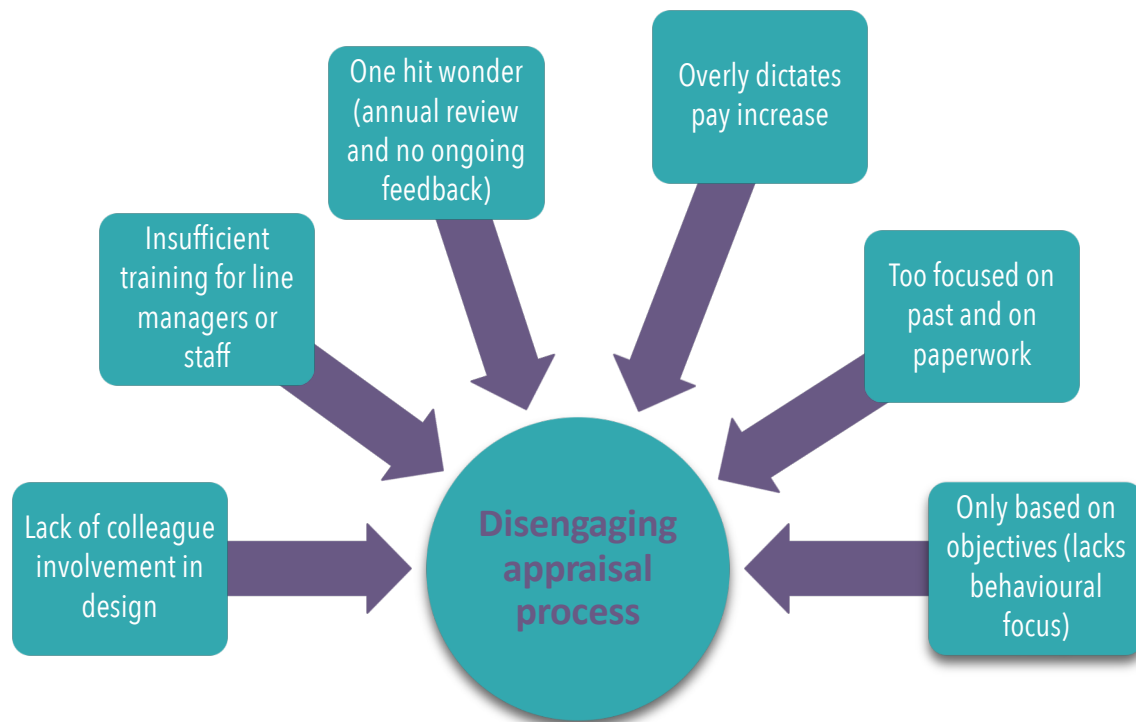 One hit wonder
(annual review
and no ongoing
feedback)
Overly dictates
pay increase
Insufficient
training for line
managers or
staff
Too focused on
past and on
paperwork
Lack of colleague
involvement in
design
Disengaging
appraisal
process
Only based on
objectives (lacks
behavioural
focus)